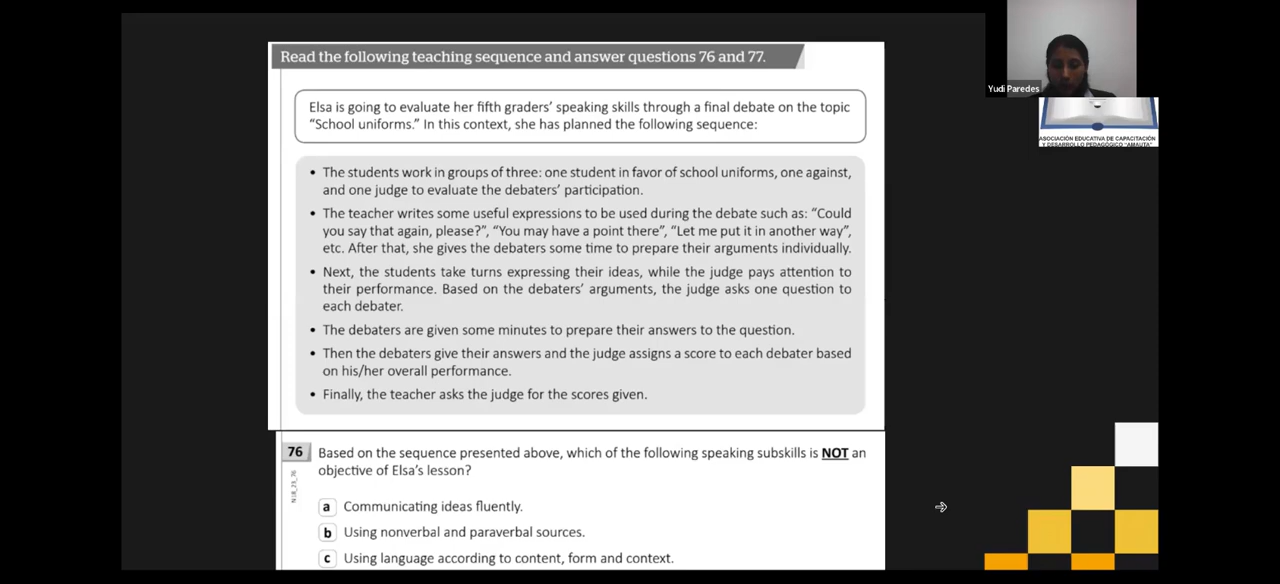 Read the following teaching sequence and answer questions 76 and 77.
Elsa is going to evaluate her fifth graders' speaking skills through a final debate on the topic
"School uniforms." In this context, she has planned the following sequence:
• The students work in groups of three: one student in favor of school uniforms, one against,
and one judge to evaluate the debaters' participation.
• The teacher writes some useful expressions to be used during the debate such as: "Could
you say that again, please?", "You may have a point there", "Let me put it in another way",
etc. After that, she gives the debaters some time to prepare their arguments individually.
• Next, the students take turns expressing their ideas, while the judge pays attention to
their performance. Based on the debaters' arguments, the judge asks one question to
each debater.
• The debaters are given some minutes to prepare their answers to the question.
• Then the debaters give their answers and the judge assigns a score to each debater based
on his/her overall performance.
• Finally, the teacher asks the judge for the scores given.
76 Based on the sequence presented above, which of the following speaking subskills is NOT an
objective of Elsa's lesson?
a Communicating ideas fluently.
b Using nonverbal and paraverbal sources.
c Using language according to content, form and context.
Yudi Paredes
ASOCIACIÓN EDUCATIVA DE CAPACITACIÓN
Y DESARROLLO PEDAGÓGICO "AMAUTA"